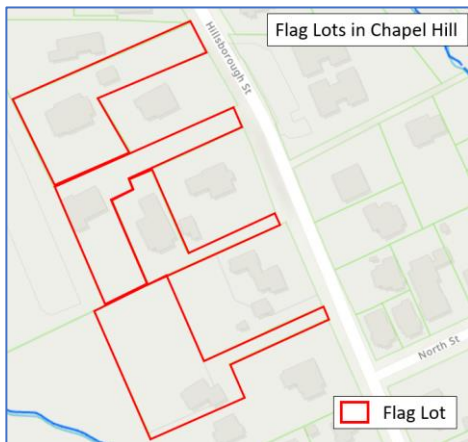 Flag Lots in Chapel Hill
Hillsborough St
North St
Flag Lot